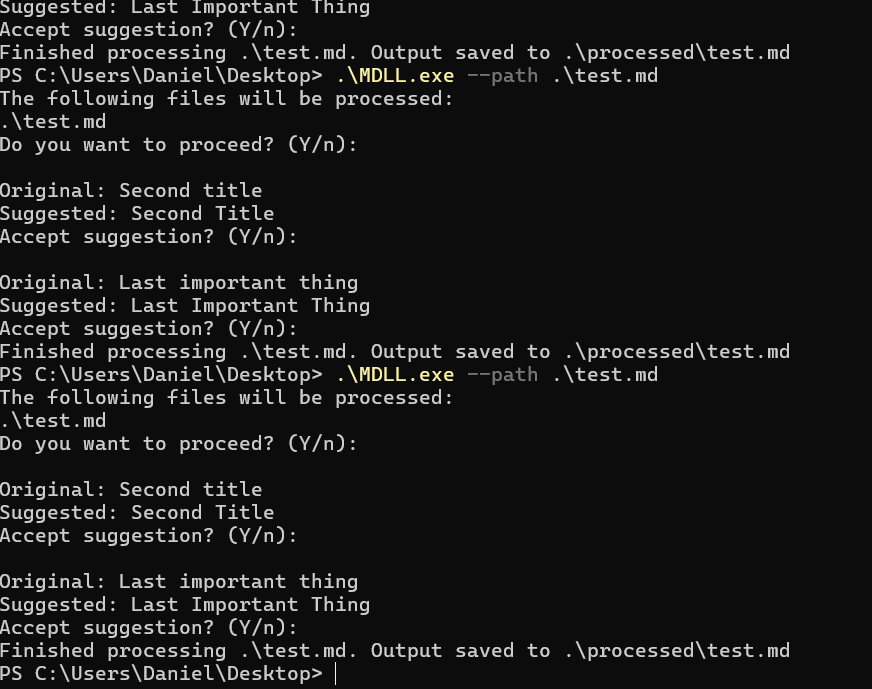 Suggested: Last Important Thing
Accept suggestion? (Y/n):
Finished processing .\test.md. Output saved to .\processed\test.md
PS C:\Users\Daniel\Desktop> .\MDLL.exe --path .\test.md
The following files will be processed:
.\test.md
Do you want to proceed? (Y/n):

Original: Second title
Suggested: Second Title
Accept suggestion? (Y/n):

Original: Last important thing
Suggested: Last Important Thing
Accept suggestion? (Y/n):
Finished processing .\test.md. Output saved to .\processed\test.md
PS C:\Users\Daniel\Desktop> .\MDLL.exe --path .\test.md
The following files will be processed:
.\test.md
Do you want to proceed? (Y/n):

Original: Second title
Suggested: Second Title
Accept suggestion? (Y/n):

Original: Last important thing
Suggested: Last Important Thing
Accept suggestion? (Y/n):
Finished processing .\test.md. Output saved to .\processed\test.md
PS C:\Users\Daniel\Desktop>